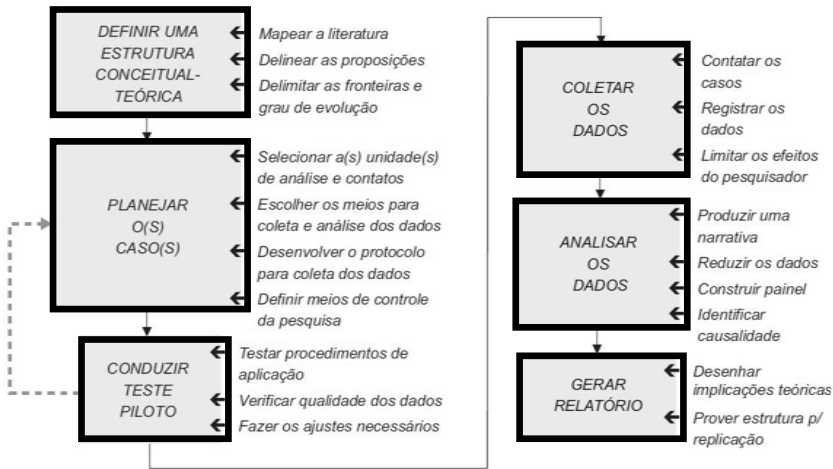 DEFINIR UMA
ESTRUTURA
CONCEITUAL-
TEÓRICA
Mapear a literatura
Delinear as proposições
Delimitar as fronteiras e
grau de evolução
PLANEJAR
O(S)
CASO(S)
Selecionar a(s) unidade(s)
de análise e contatos
Escolher os meios para
coleta e análise dos dados
Desenvolver o protocolo
para coleta dos dados
Definir meios de controle
da pesquisa
CONDUZIR
TESTE
PILOTO
Testar procedimentos de
aplicação
Verificar qualidade dos dados
Fazer os ajustes necessários
COLETAR
OS
DADOS
Contatar os
casos
Registrar os
dados
Limitar os efeitos
do pesquisador
ANALISAR
OS
DADOS
Produzir uma
narrativa
Reduzir os dados
Construir painel
Identificar
causalidade
GERAR
RELATÓRIO
Desenhar
implicações teóricas
Prover estrutura p/
replicação